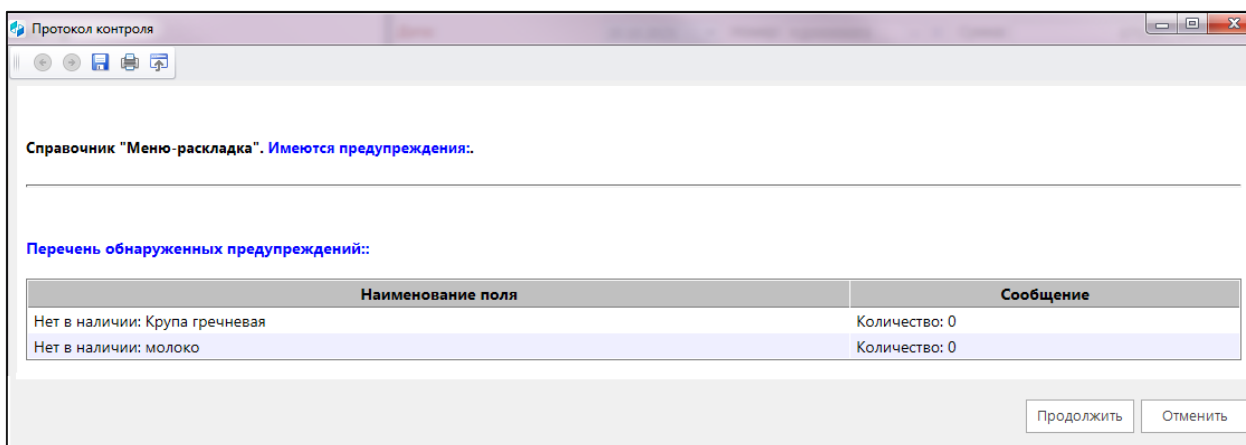 Протокол контроля
Справочник "Меню-раскладка". Имеются предупреждения:.
Перечень обнаруженных предупреждений::
Наименование поля Сообщение
Нет в наличии: Крупа гречневая Количество: 0
Нет в наличии: молоко Количество: 0
Продолжить Отменить